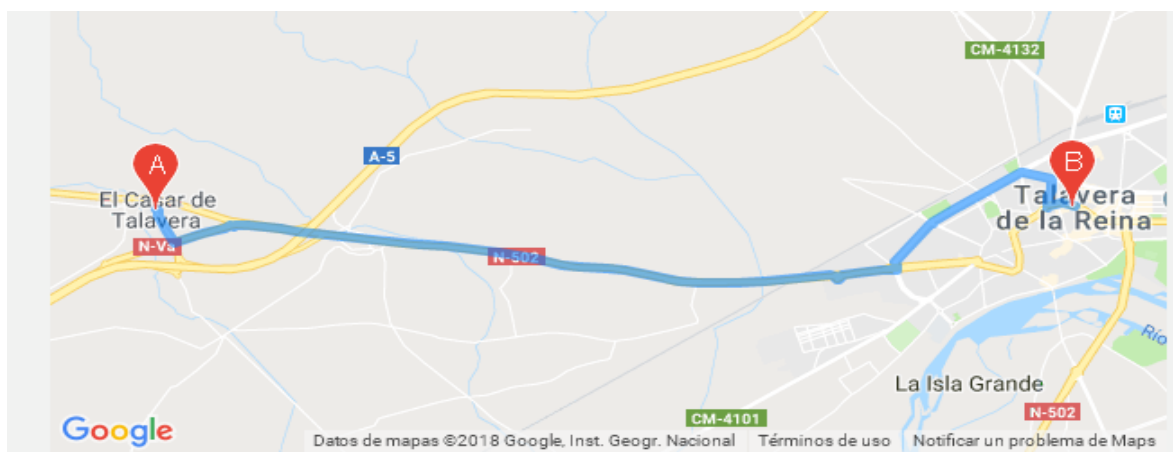 CM-4132
A
B
A-5
El Casar de
Talavera
Talavera
de la Reina
N-Va
N-502
Río
La Isla Grande
N-502
CM-4101
Google
Datos de mapas ©2018 Google, Inst. Geogr. Nacional Términos de uso Notificar un problema de Maps